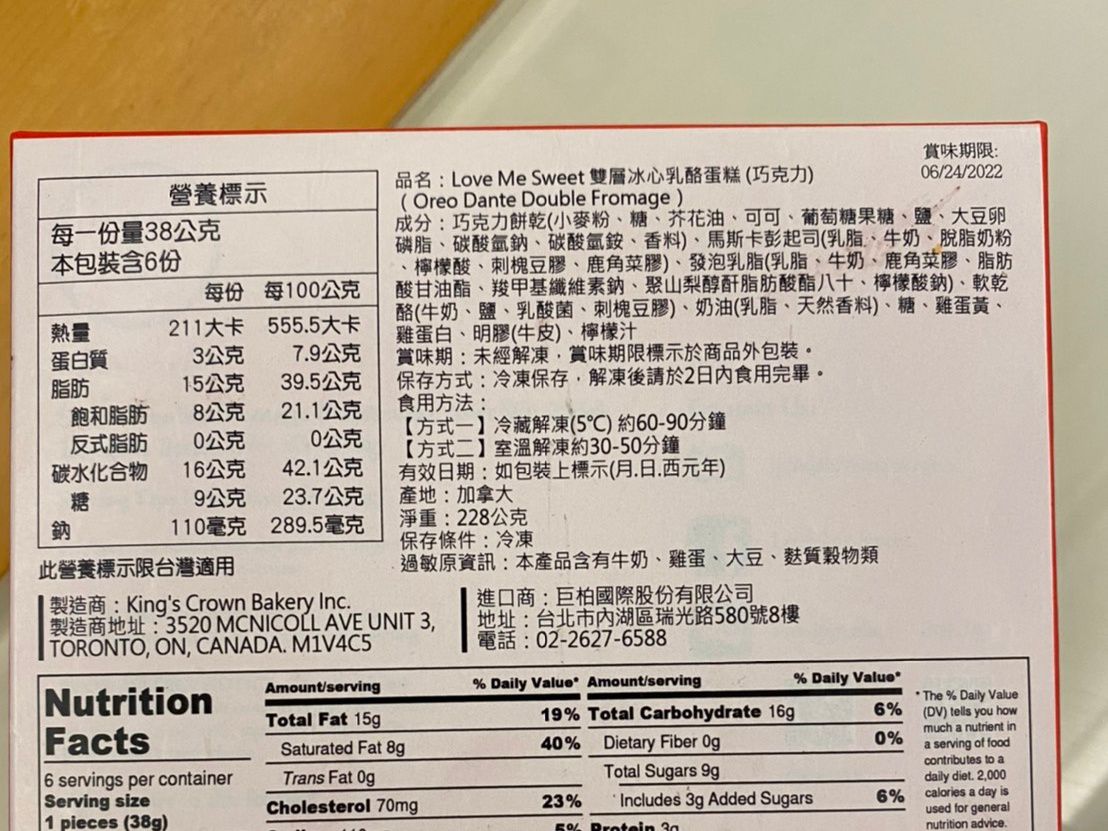 賞味期限:
06/24/2022
營養標示
每一份量38公克
本包裝含6份
每份 每100公克
熱量 211大卡 555.5大卡
蛋白質 3公克 7.9公克
脂肪 15公克 39.5公克
飽和脂肪 8公克 21.1公克
反式脂肪 0公克 0公克
碳水化合物 16公克 42.1公克
糖 9公克 23.7公克
鈉 110毫克 289.5毫克
此營養標示限台灣適用
品名：Love Me Sweet 雙層冰心乳酪蛋糕 (巧克力)
（ Oreo Dante Double Fromage ）
成分：巧克力餅乾(小麥粉、糖、芥花油、可可、葡萄糖果糖、鹽、大豆卵
磷脂、碳酸氫鈉、碳酸氫銨、香料)、馬斯卡彭起司(乳脂、牛奶、脫脂奶粉
、檸檬酸、刺槐豆膠、鹿角菜膠)、發泡乳脂(乳脂、牛奶、鹿角菜膠、脂肪
酸甘油酯、羧甲基纖維素鈉、聚山梨醇酐脂肪酸酯八十、檸檬酸鈉)、軟乾
酪(牛奶、鹽、乳酸菌、刺槐豆膠)、奶油(乳脂、天然香料)、糖、雞蛋黃、
雞蛋白、明膠(牛皮)、檸檬汁
賞味期：未經解凍，賞味期限標示於商品外包裝。
保存方式：冷凍保存，解凍後請於2日內食用完畢。
食用方法：
【方式一】冷藏解凍(5℃) 約60-90分鐘
【方式二】室溫解凍約30-50分鐘
有效日期：如包裝上標示(月.日.西元年)
產地：加拿大
淨重：228公克
保存條件：冷凍
過敏原資訊：本產品含有牛奶、雞蛋、大豆、麩質穀物類
製造商：King's Crown Bakery Inc.
製造商地址：3520 MCNICOLL AVE UNIT 3,
TORONTO, ON, CANADA. M1V4C5
進口商：巨柏國際股份有限公司
地址：台北市內湖區瑞光路580號8樓
電話：02-2627-6588
Nutrition
Facts
6 servings per container
Serving size
1 pieces (38g)
Amount/serving % Daily Value*
Total Fat 15g 19%
Saturated Fat 8g 40%
Trans Fat 0g
Cholesterol 70mg 23%
5%
Amount/serving % Daily Value*
Total Carbohydrate 16g 6%
Dietary Fiber 0g 0%
Total Sugars 9g
Includes 3g Added Sugars 6%
Protein 3g
* The % Daily Value
(DV) tells you how
much a nutrient in
a serving of food
contributes to a
daily diet. 2,000
calories a day is
used for general
nutrition advice.